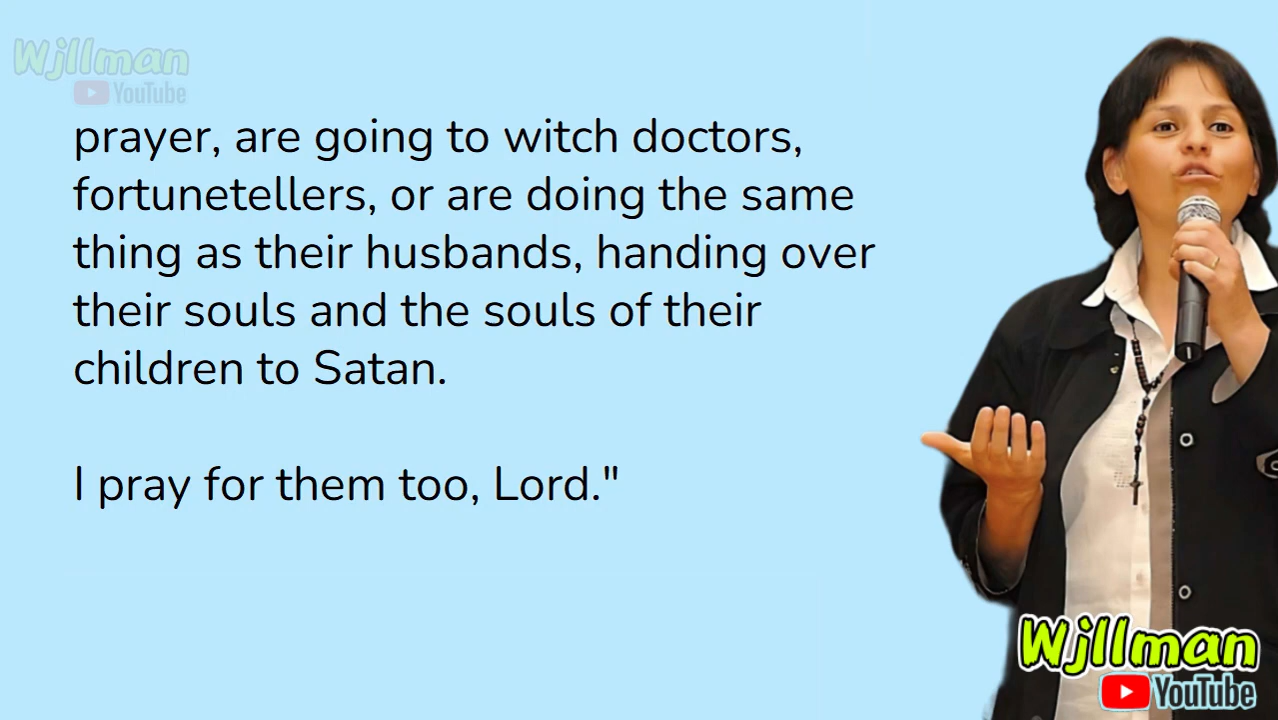 Wjllman
YouTube
prayer, are going to witch doctors,
fortunetellers, or are doing the same
thing as their husbands, handing over
their souls and the souls of their
children to Satan.
I pray for them too, Lord."
Wjllman
YouTube